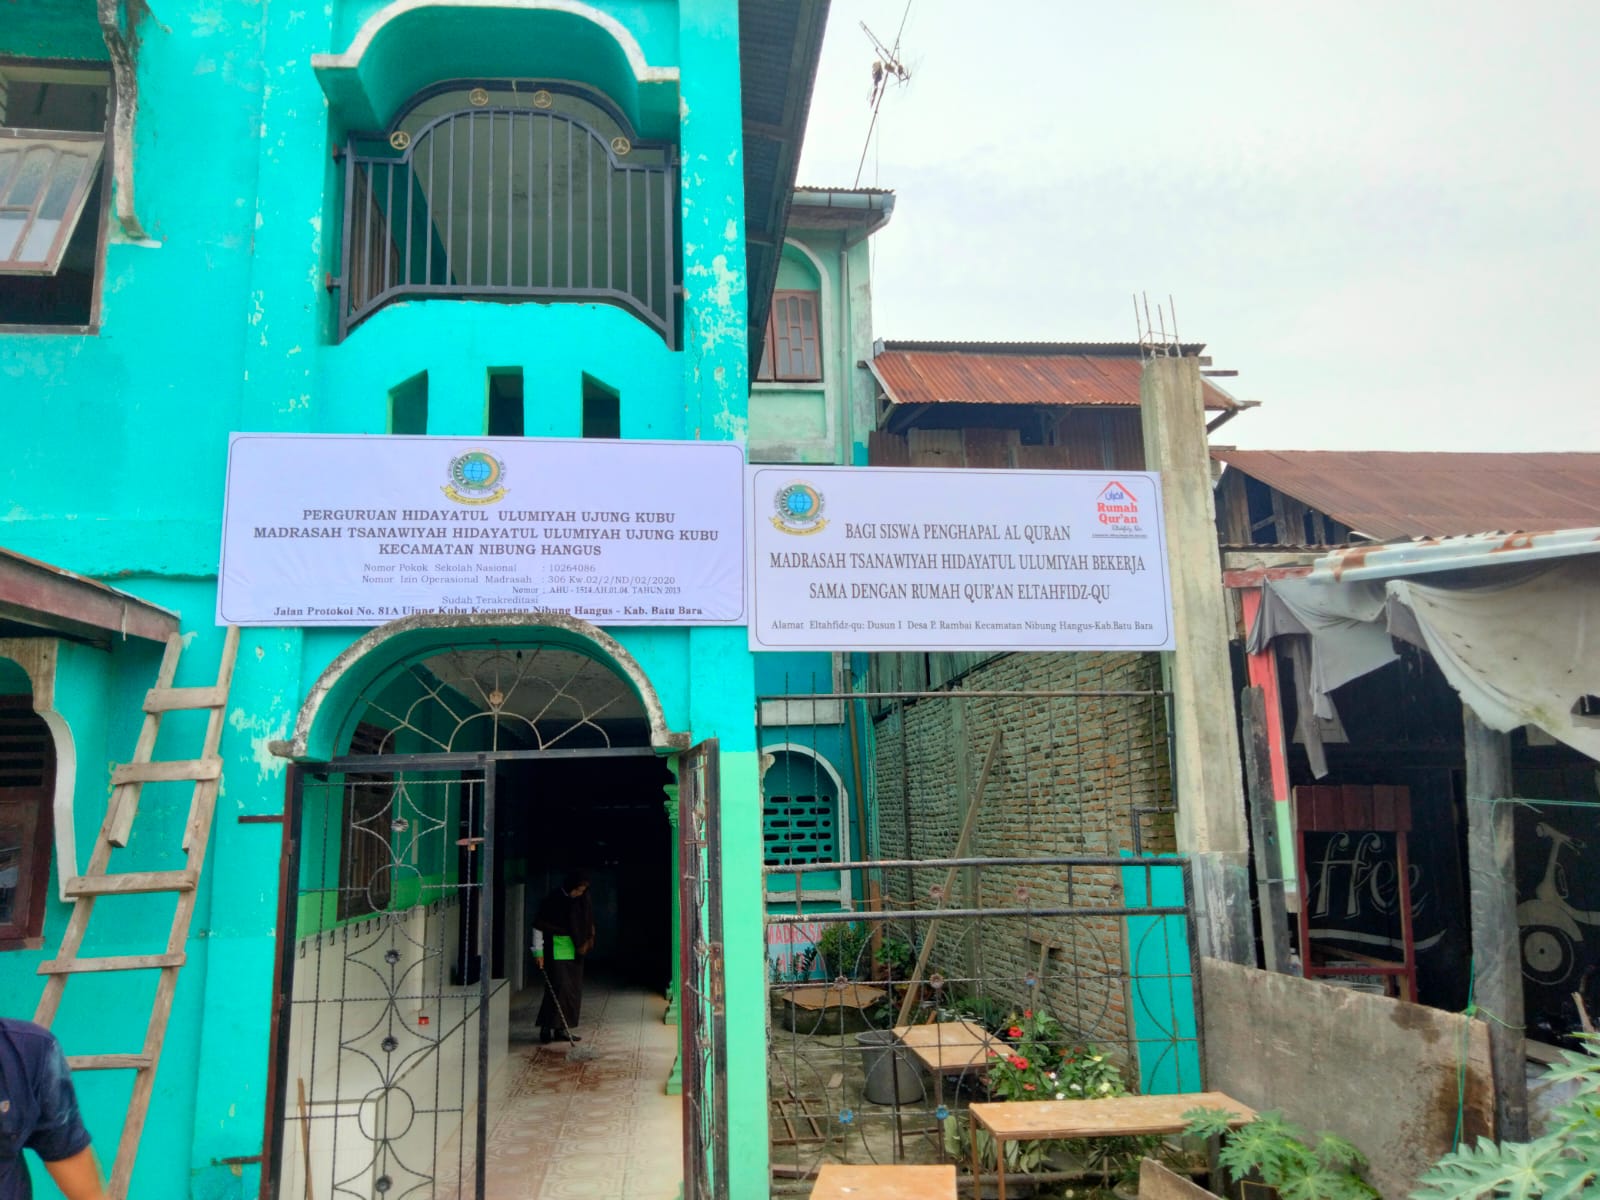 PERGURUAN HIDAYATUL ULUMIYAH UJUNG KUBU
MADRASAH TSANAWIYAH HIDAYATUL ULUMIYAH UJUNG KUBU
KECAMATAN NIBUNG HANGUS
Nomor Pokok Sekolah Nasional : 10264086
Nomor Izin Operasional Madrasah : 306 Kw.02/2/ND/02/2020
Nomor : AHU - 1514.AH.01.04. TAHUN 2013
Sudah Terakreditasi
Jalan Protokol No. 81A Ujung Kubu Kecamatan Nibung Hangus - Kab. Batu Bara
Rumah
Qur'an
BAGI SISWA PENGHAPAL AL QURAN
MADRASAH TSANAWIYAH HIDAYATUL ULUMIYAH BEKERJA
SAMA DENGAN RUMAH QUR'AN ELTAHFIDZ-QU
Alamat Eltahfidz-qu: Dusun I Desa P. Rambai Kecamatan Nibung Hangus-Kab.Batu Bara
MADRASA
ffee